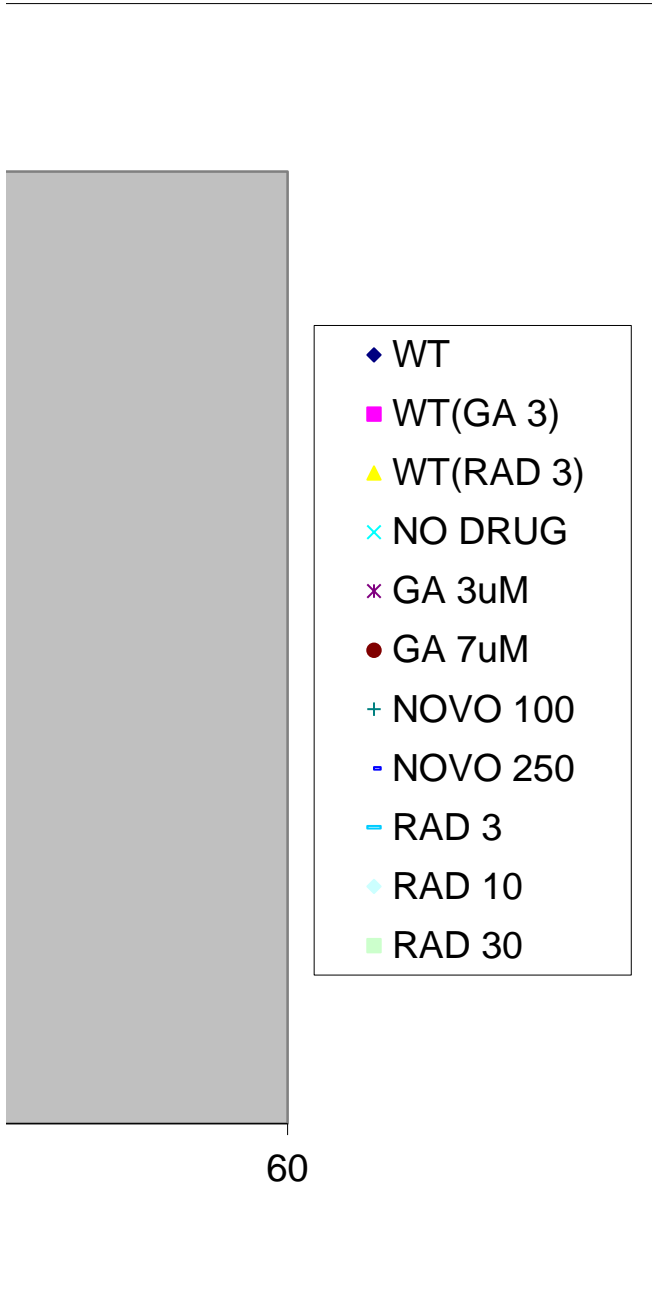 WT
WT(GA 3)
WT(RAD 3)
NO DRUG
GA 3uM
GA 7uM
NOVO 100
NOVO 250
RAD 3
RAD 10
RAD 30
60